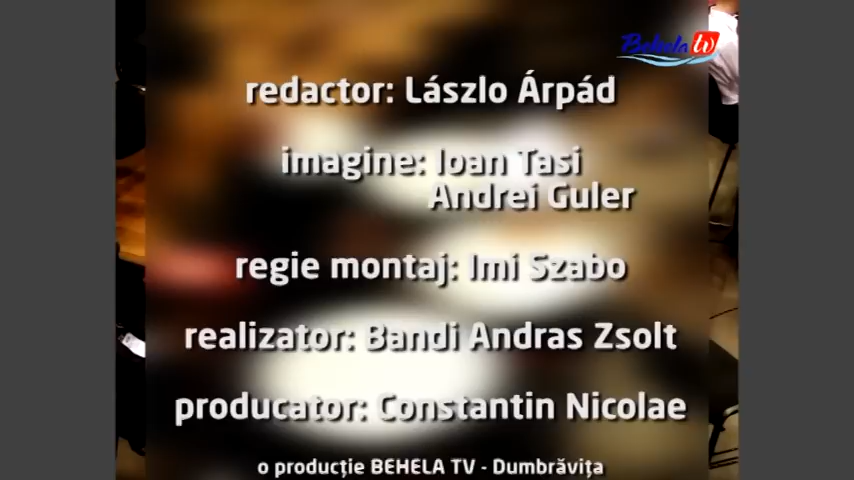 Behela tv
redactor: László Árpád
imagine: Ioan Tasi
Andrei Guler
regie montaj: Imi Szabo
realizator: Bandi Andras Zsolt
producator: Constantin Nicolae
o producție BEHELA TV - Dumbrăvița